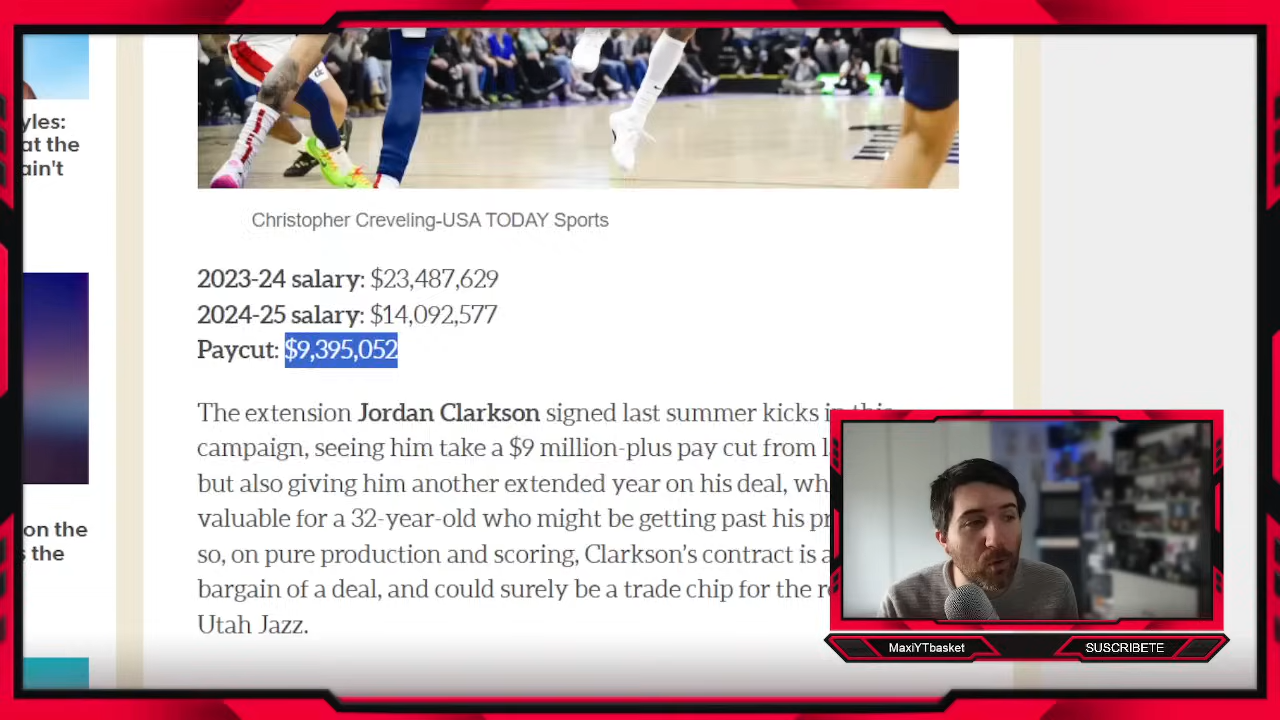 yles:
at the
ain't
on the
s the
Christopher Creveling-USA TODAY Sports
2023-24 salary: $23,487,629
2024-25 salary: $14,092,577
Paycut: $9,395,052
The extension Jordan Clarkson signed last summer kicks in this
campaign, seeing him take a $9 million-plus pay cut from
but also giving him another extended year on his deal,
valuable for a 32-year-old who might be getting past his
so, on pure production and scoring, Clarkson's contract is
bargain of a deal, and could surely be a trade chip for the
Utah Jazz.
MaxiYTbasket
SUSCRIBETE